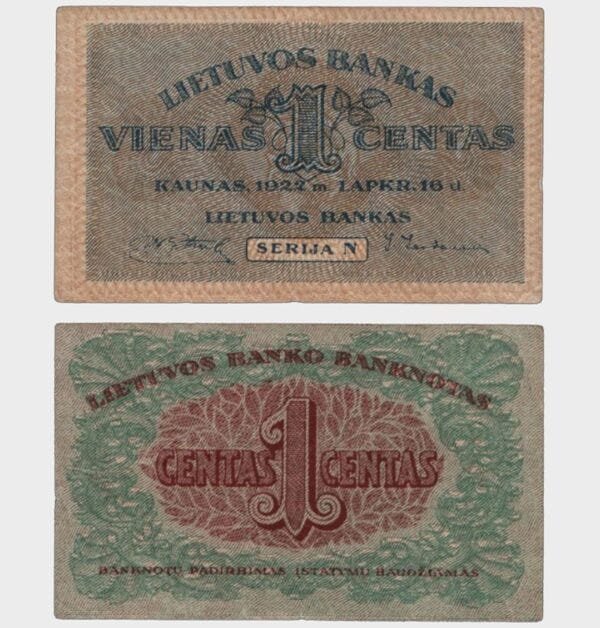 LIETUVOS BANKAS
VIENAS 1 CENTAS
KAUNAS, 1922 m. LAPKR. 16 d.
LIETUVOS BANKAS
SERIJA N
LIETUVOS BANKO BANKNOTAS
CENTAS 1 CENTAS
BANKNOTŲ PADIRBIMAS ĮSTATYMŲ BAUDŽIAMAS